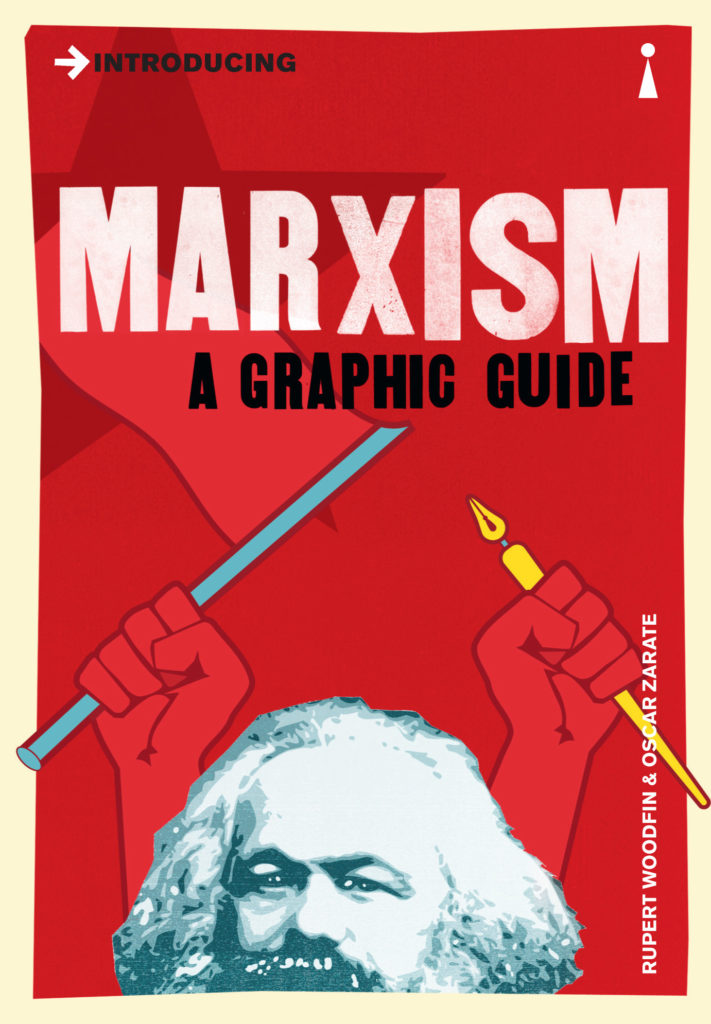 INTRODUCING
MARXISM
A GRAPHIC GUIDE
RUPERT WOODFIN & OSCAR ZARATE